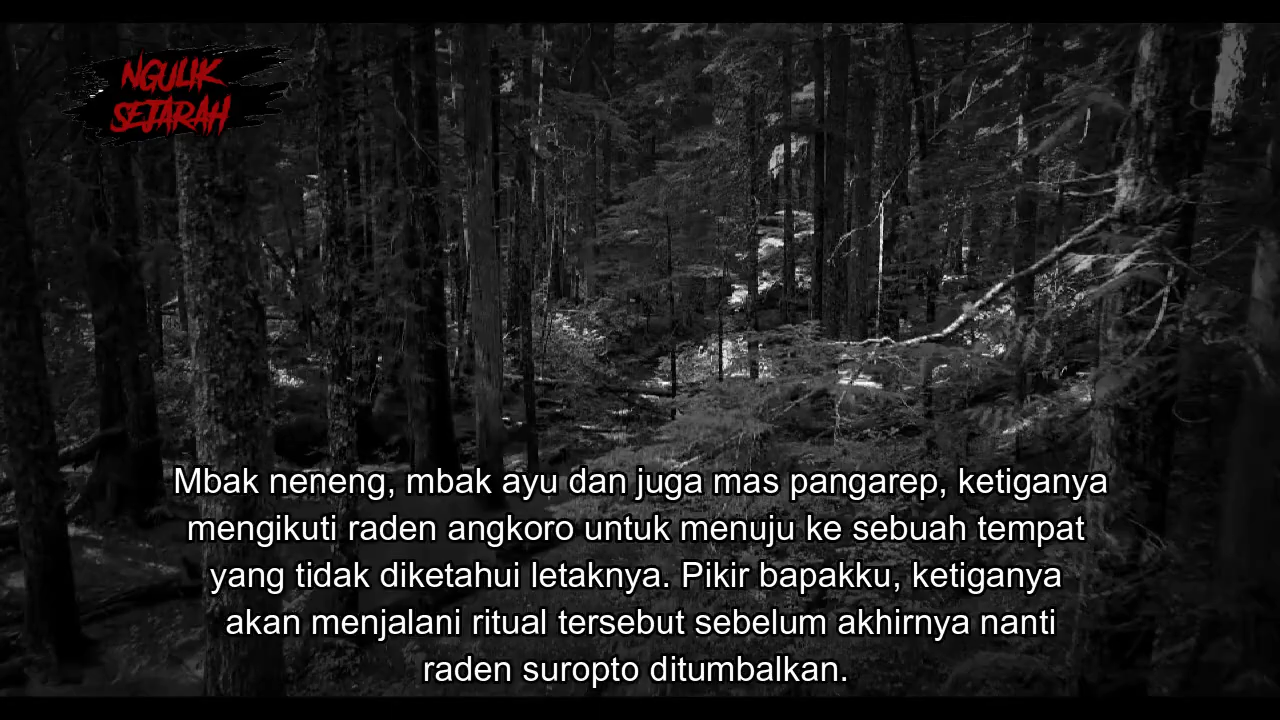 NGULIK
SEJARAH
Mbak neneng, mbak ayu dan juga mas pangarep, ketiganya
mengikuti raden angkoro untuk menuju ke sebuah tempat
yang tidak diketahui letaknya. Pikir bapakku, ketiganya
akan menjalani ritual tersebut sebelum akhirnya nanti
raden suropto ditumbalkan.